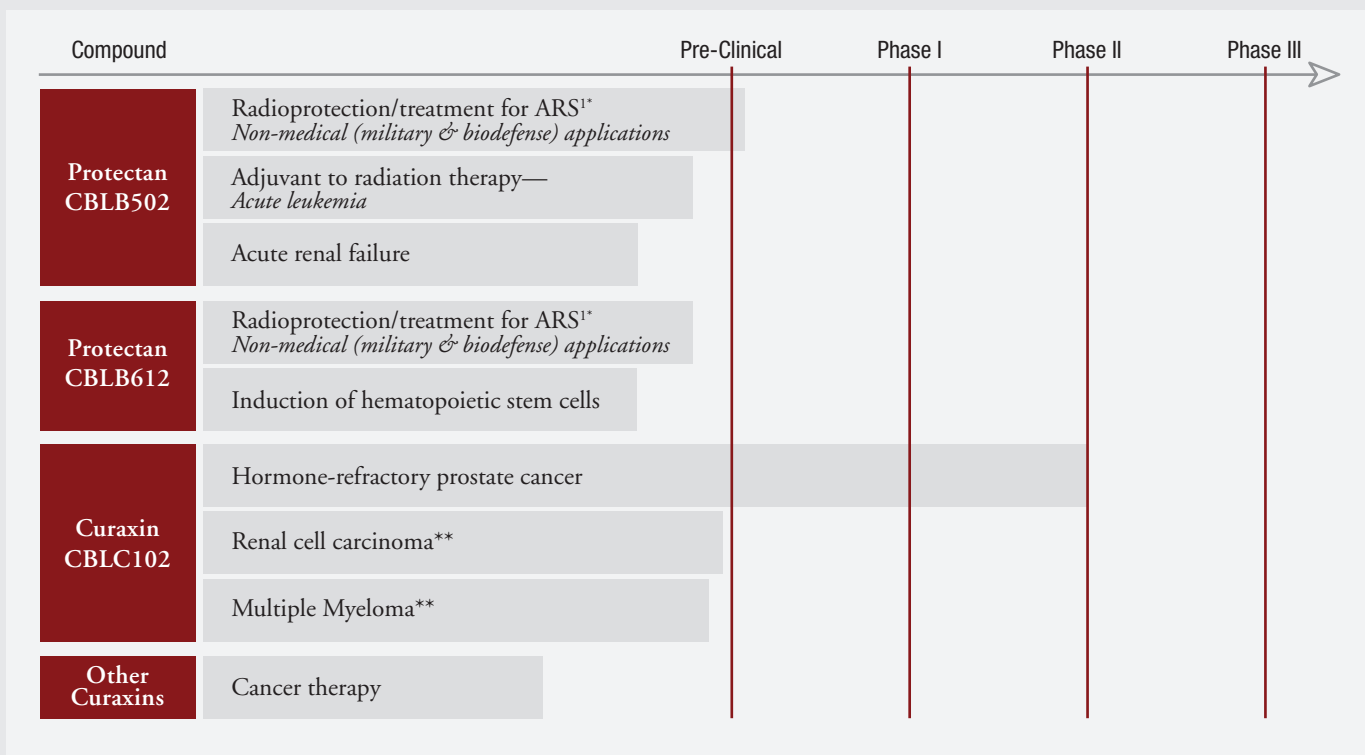 Compound Pre-Clinical Phase I Phase II Phase III
Protectan
CBLB502
Radioprotection/treatment for ARS¹*
Non-medical (military & biodefense) applications
Adjuvant to radiation therapy—
Acute leukemia
Acute renal failure
Protectan
CBLB612
Radioprotection/treatment for ARS¹*
Non-medical (military & biodefense) applications
Induction of hematopoietic stem cells
Curaxin
CBLC102
Hormone-refractory prostate cancer
Renal cell carcinoma**
Multiple Myeloma**
Other
Curaxins
Cancer therapy